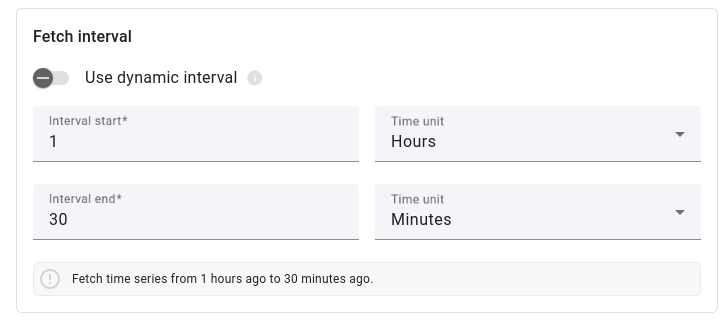 Fetch interval
Use dynamic interval
Interval start*
1
Time unit
Hours
Interval end*
30
Time unit
Minutes
Fetch time series from 1 hours ago to 30 minutes ago.